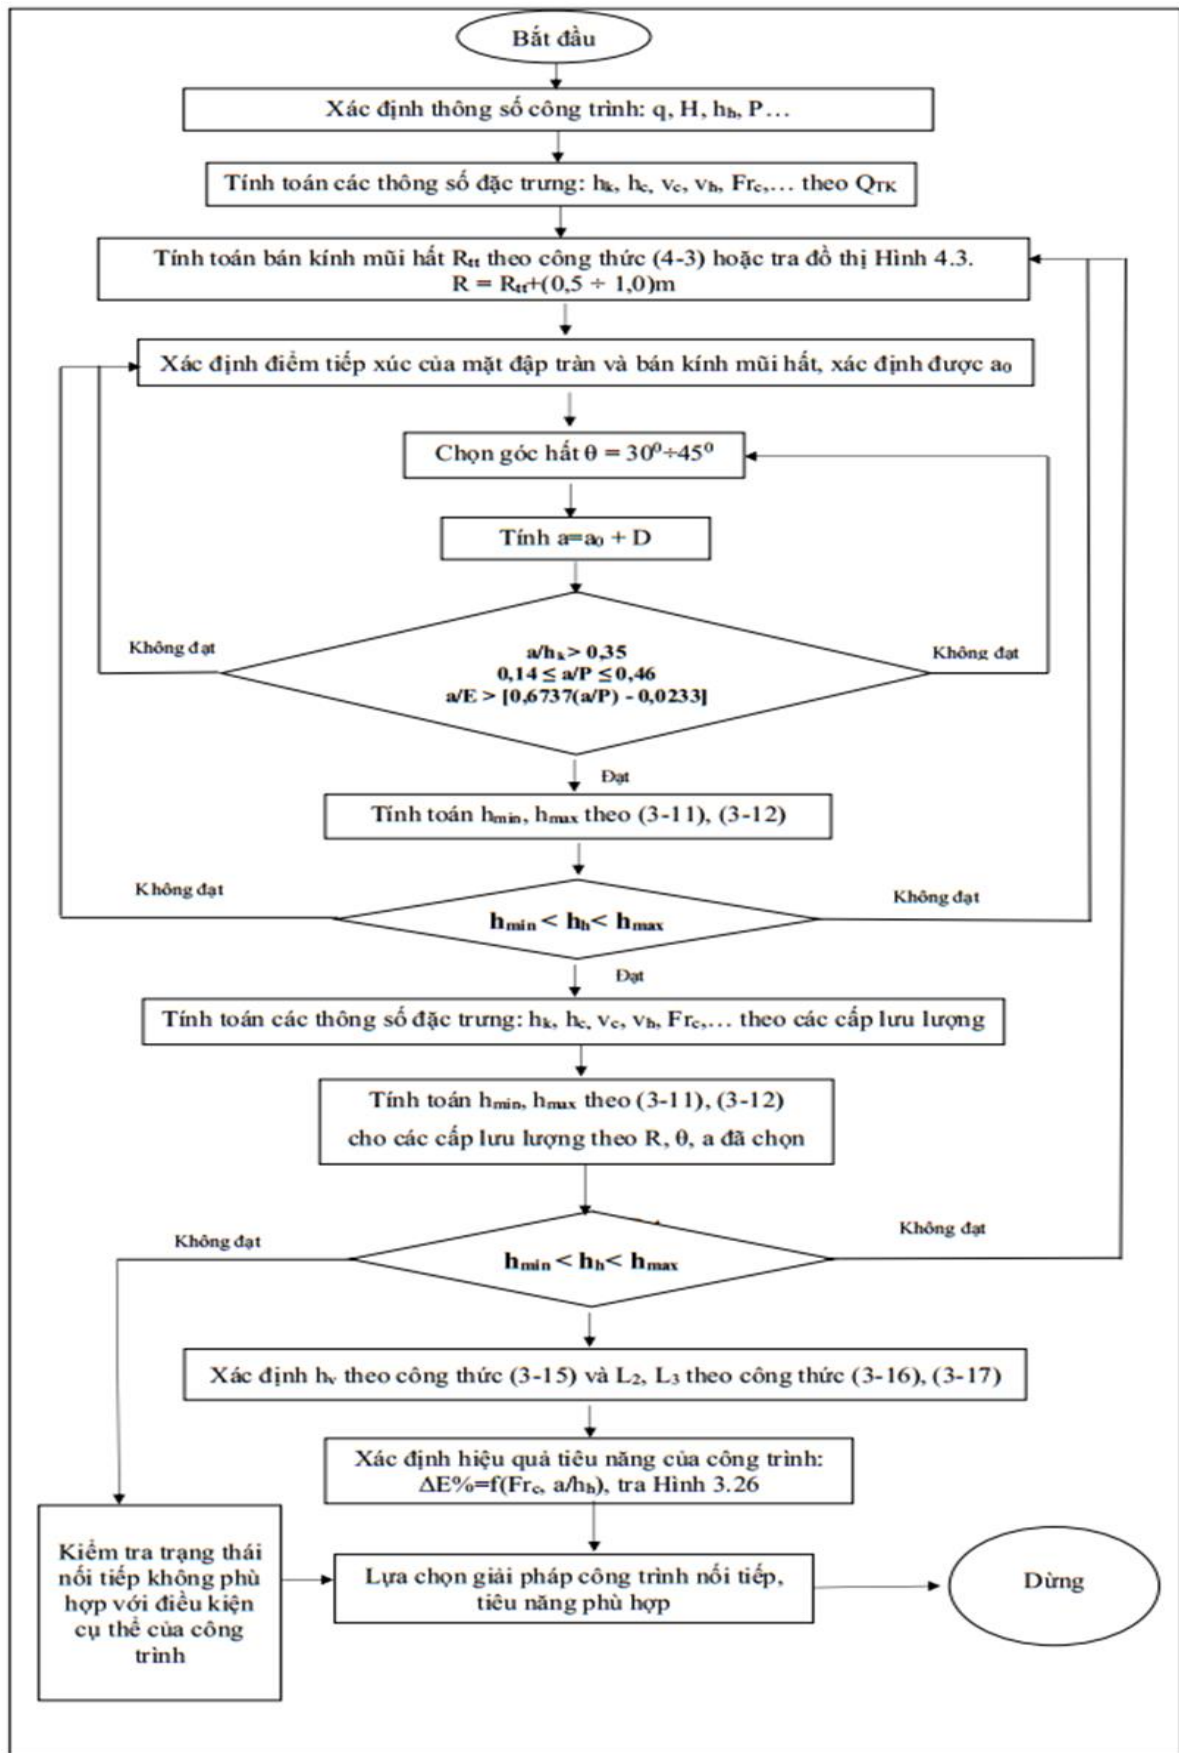 Bắt đầu
Xác định thông số công trình: q, H, hₕ, P…
Tính toán các thông số đặc trưng: hₖ, h꜀, v꜀, vₕ, Fr꜀,… theo Q_TK
Tính toán bán kính mũi hất Rₜₜ theo công thức (4-3) hoặc tra đồ thị Hình 4.3.
R = Rₜₜ+(0,5 ÷ 1,0)m
Xác định điểm tiếp xúc của mặt đập tràn và bán kính mũi hất, xác định được a₀
Chọn góc hất θ = 30⁰÷45⁰
Tính a=a₀ + D
Không đạt
a/hₖ > 0,35
0,14 ≤ a/P ≤ 0,46
a/E > [0,6737(a/P) - 0,0233]
Không đạt
Đạt
Tính toán hₘᵢₙ, hₘₐₓ theo (3-11), (3-12)
Không đạt
hₘᵢₙ < hₕ < hₘₐₓ
Không đạt
Đạt
Tính toán các thông số đặc trưng: hₖ, h꜀, v꜀, vₕ, Fr꜀,… theo các cấp lưu lượng
Tính toán hₘᵢₙ, hₘₐₓ theo (3-11), (3-12)
cho các cấp lưu lượng theo R, θ, a đã chọn
Không đạt
hₘᵢₙ < hₕ < hₘₐₓ
Không đạt
Xác định hᵥ theo công thức (3-15) và L₂, L₃ theo công thức (3-16), (3-17)
Xác định hiệu quả tiêu năng của công trình:
ΔE%=f(Fr꜀, a/hₕ), tra Hình 3.26
Kiểm tra trạng thái
nối tiếp không phù
hợp với điều kiện
cụ thể của công
trình
Lựa chọn giải pháp công trình nối tiếp,
tiêu năng phù hợp
Dừng